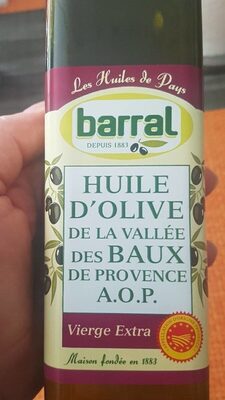 Les Huiles de Pays
barral
DEPUIS 1883
HUILE
D'OLIVE
DE LA VALLÉE
DES BAUX
DE PROVENCE
A.O.P.
Vierge Extra
Maison fondée en 1883